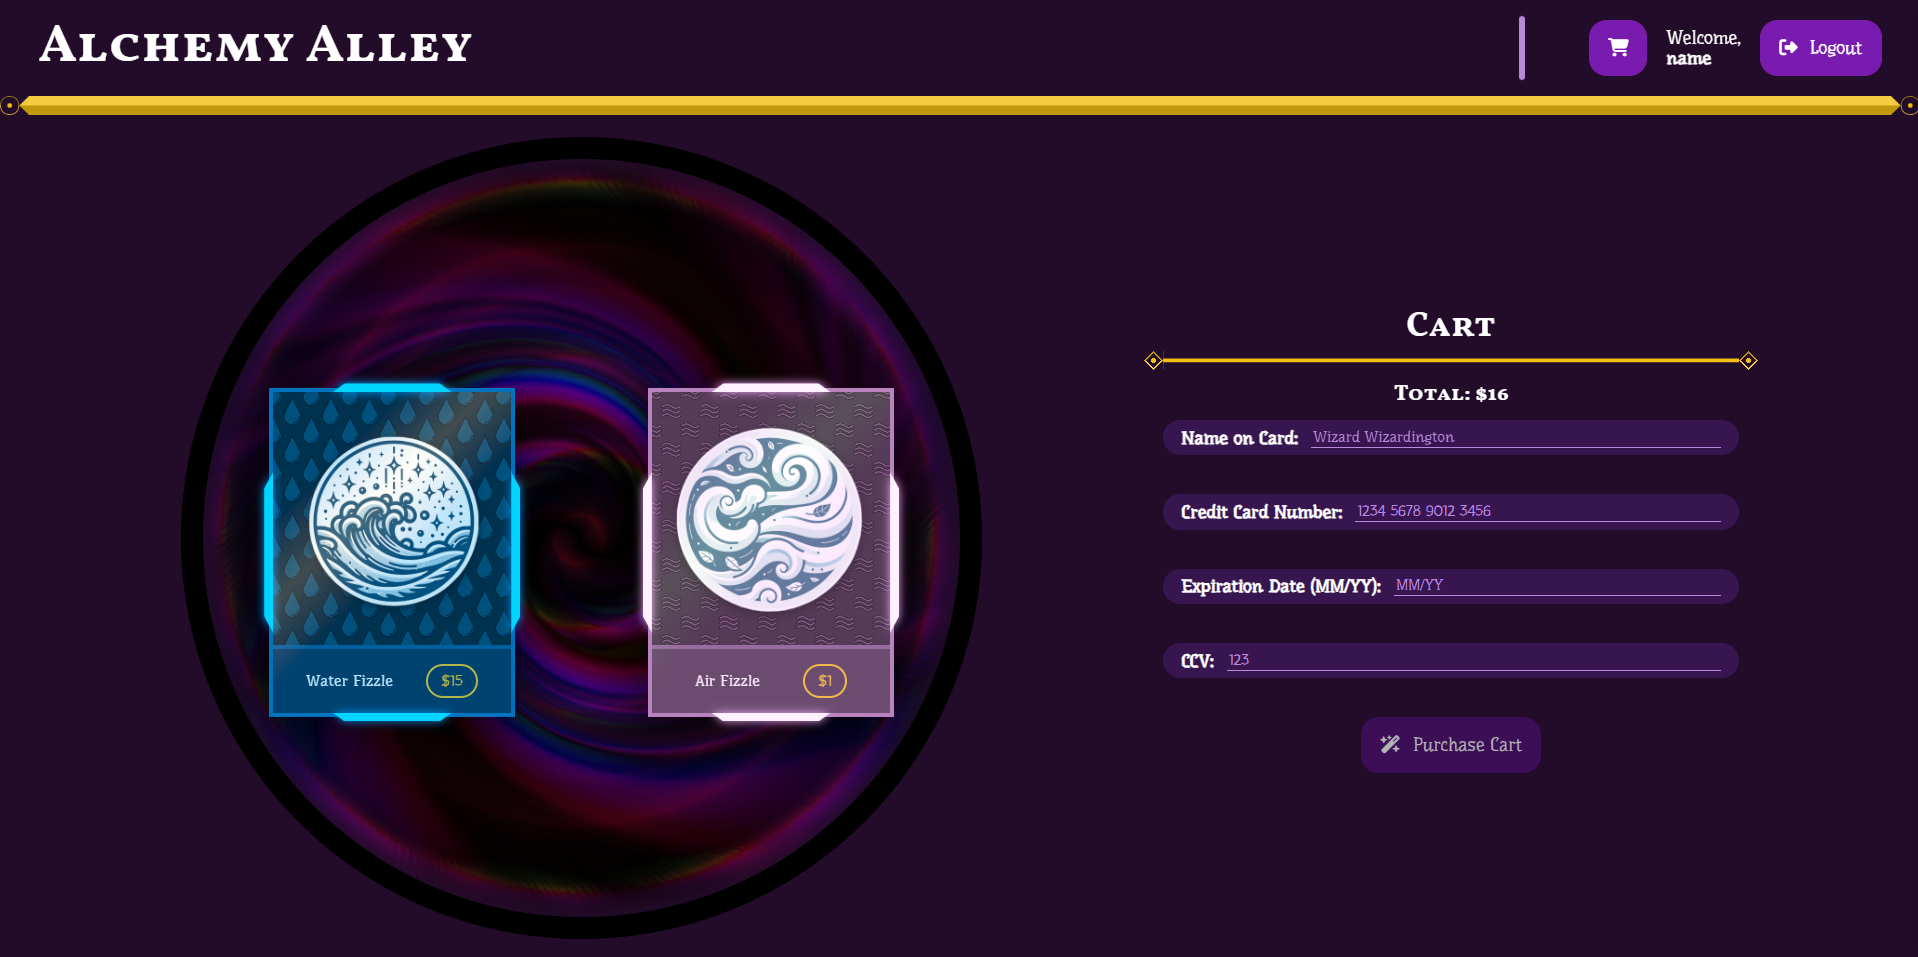 Alchemy Alley
Welcome,
name
Logout
Water Fizzle
$15
Air Fizzle
$1
Cart
Total: $16
Name on Card: Wizard Wizardington
Credit Card Number: 1234 5678 9012 3456
Expiration Date (MM/YY): MM/YY
CCV: 123
Purchase Cart